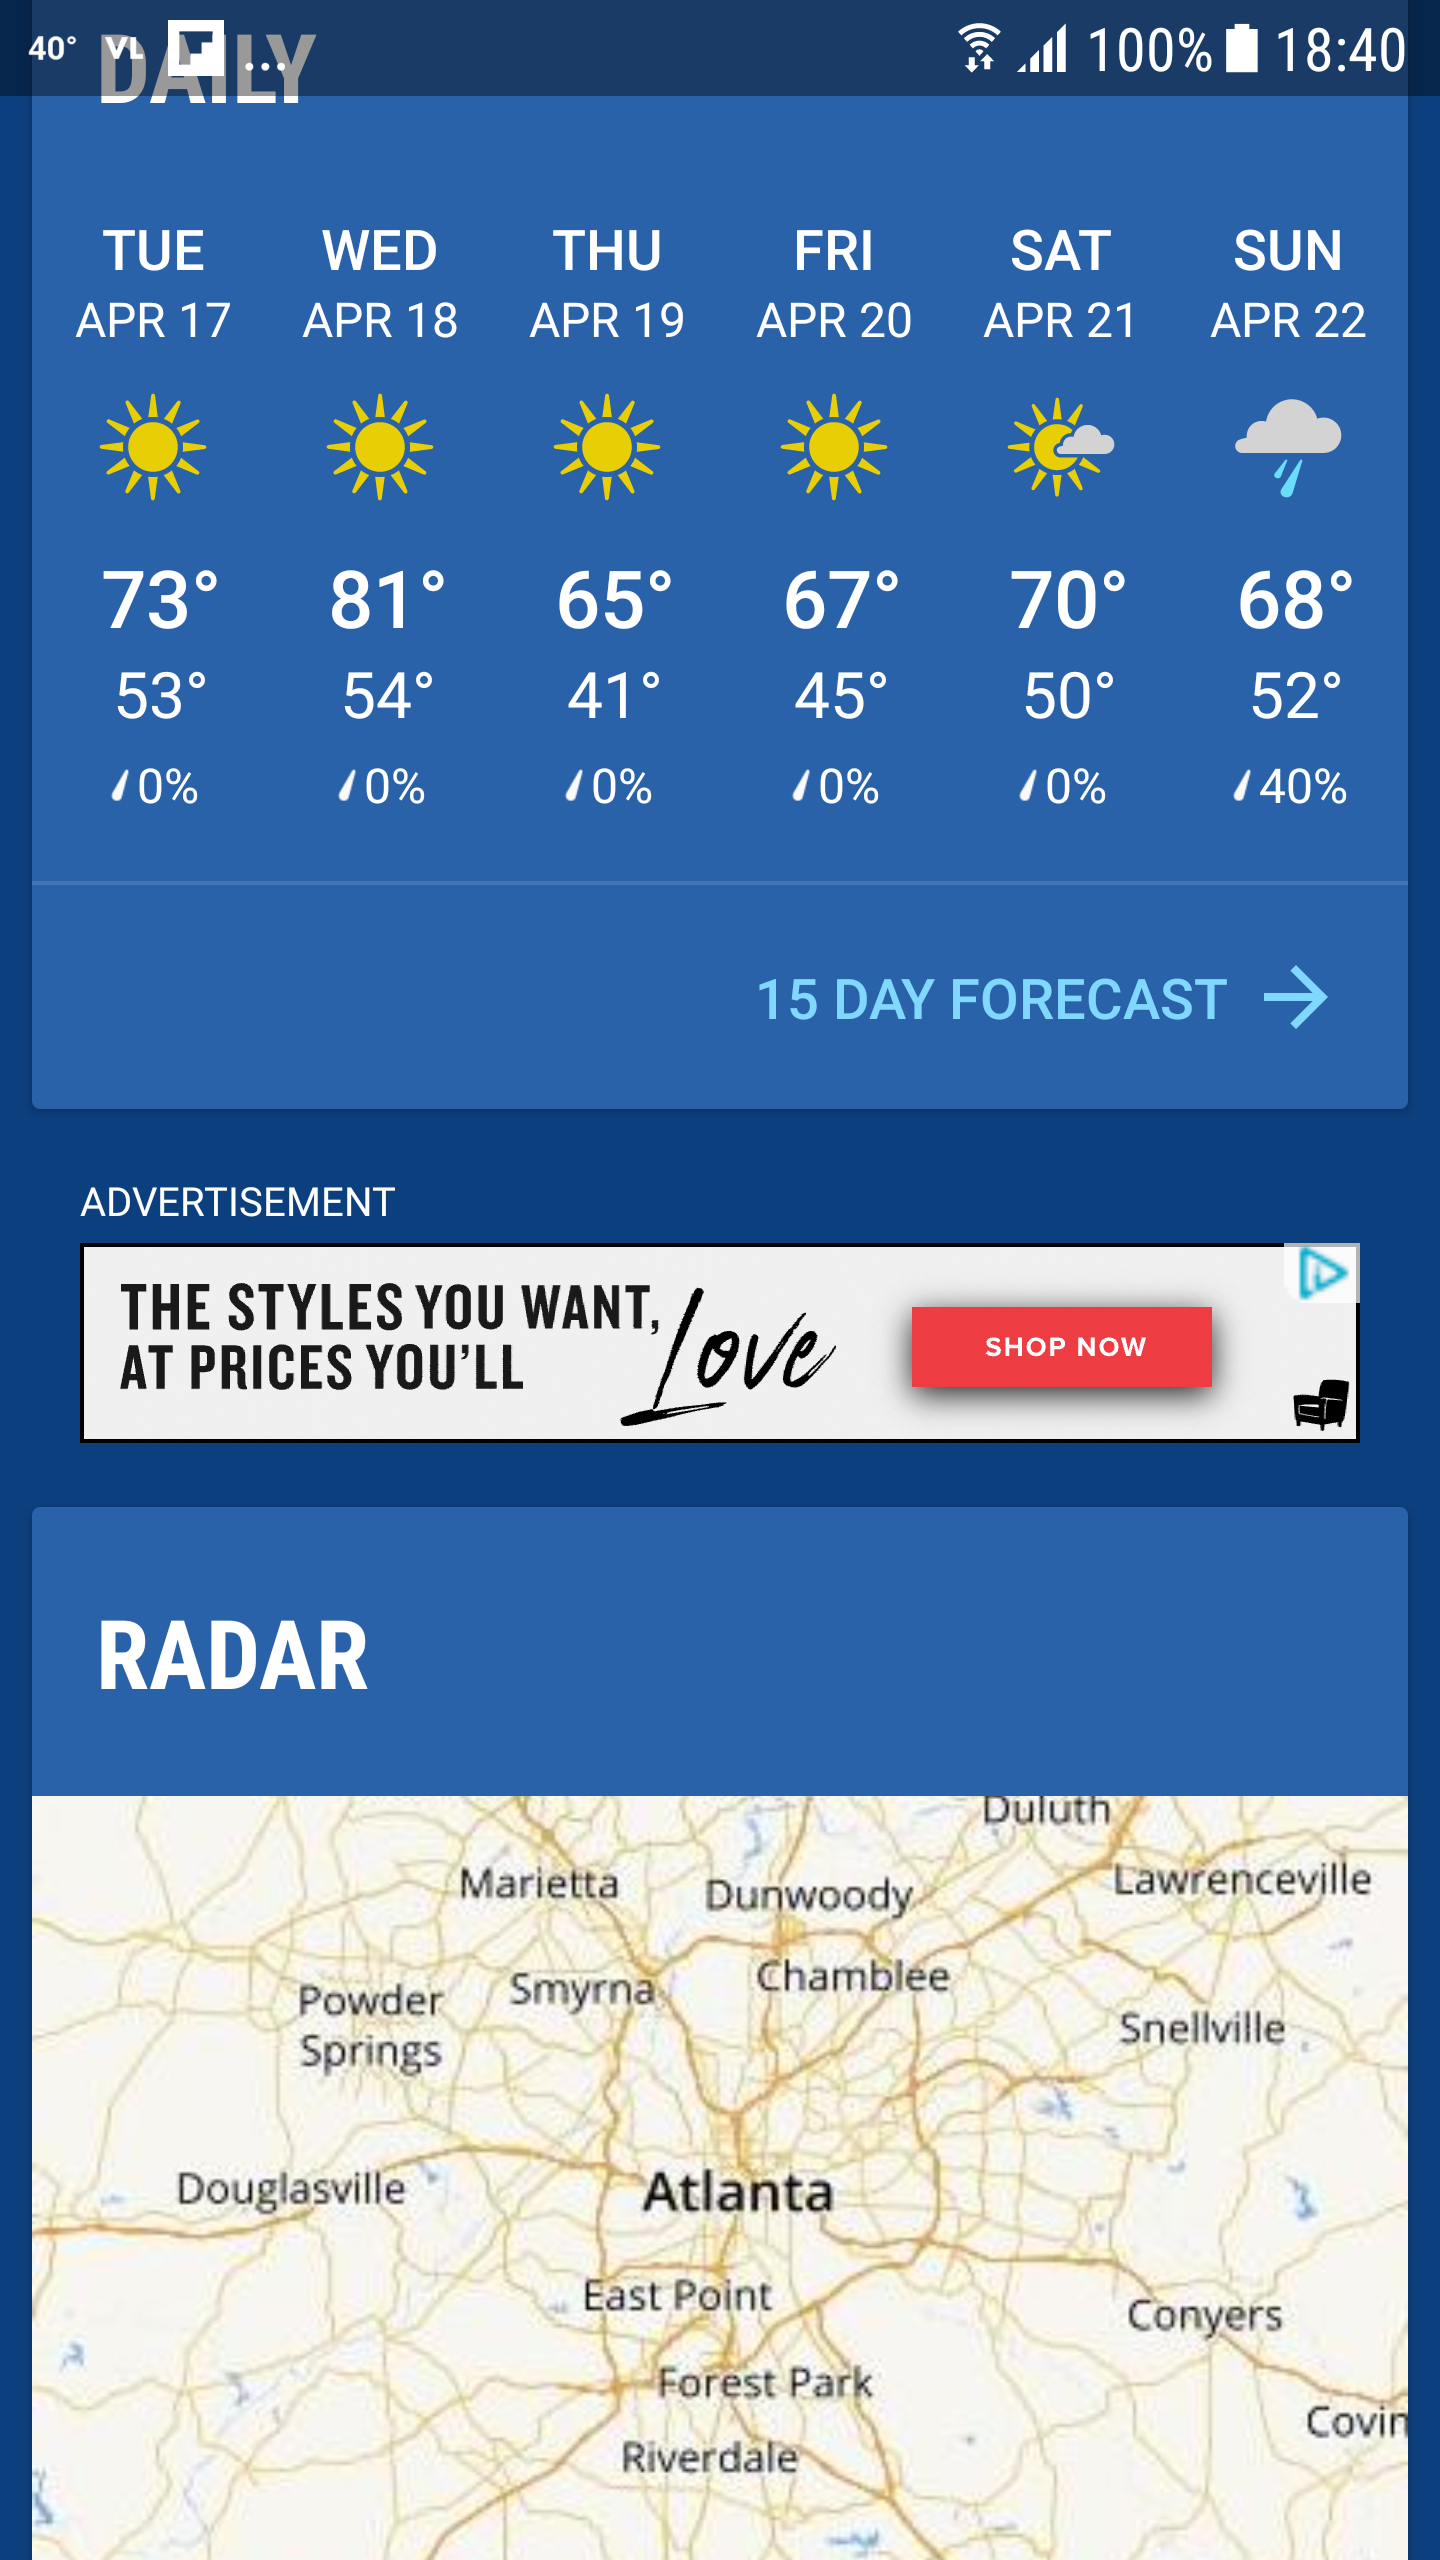 40° VL ... 100% 18:40
DAILY
TUE WED THU FRI SAT SUN
APR 17 APR 18 APR 19 APR 20 APR 21 APR 22
73° 81° 65° 67° 70° 68°
53° 54° 41° 45° 50° 52°
0% 0% 0% 0% 0% 40%
15 DAY FORECAST
ADVERTISEMENT
THE STYLES YOU WANT,
AT PRICES YOU'LL Love
SHOP NOW
RADAR
Duluth
Marietta Dunwoody Lawrenceville
Powder Smyrna Chamblee
Springs Snellville
Douglasville Atlanta
East Point Conyers
Forest Park
Covin
Riverdale